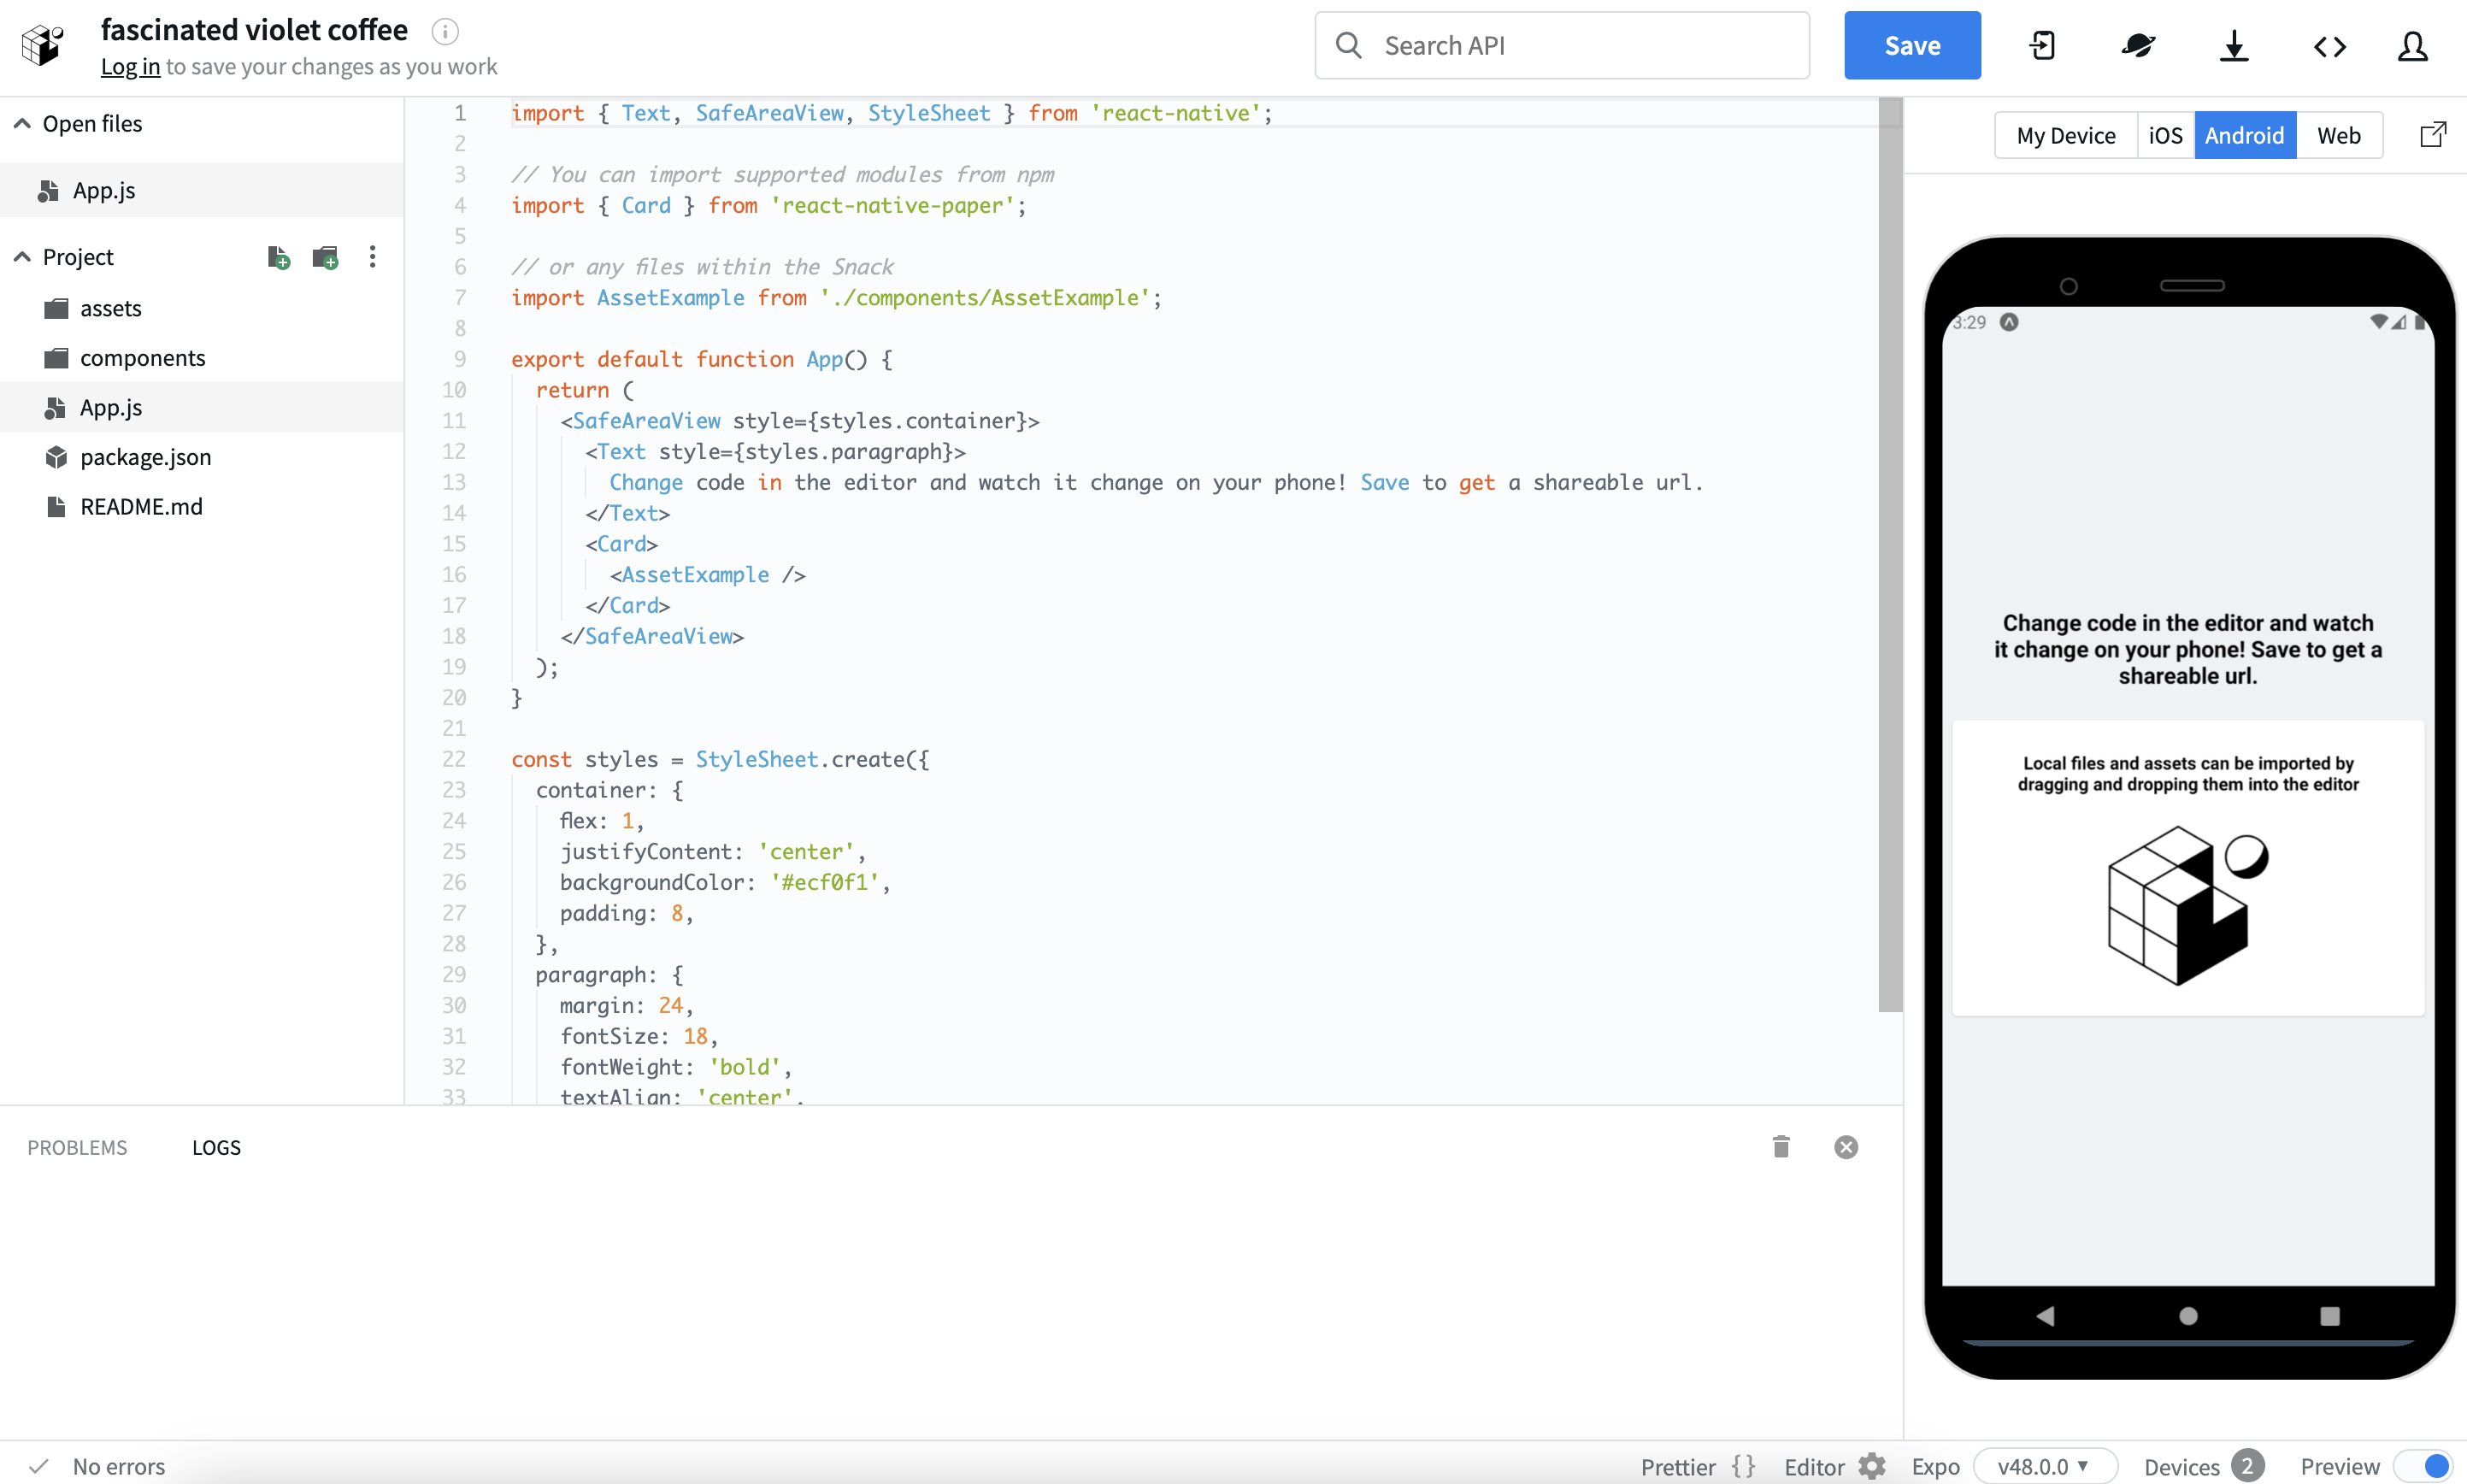 fascinated violet coffee
Log in to save your changes as you work
Search API
Save
Open files
App.js
Project
assets
components
App.js
package.json
README.md
1 import { Text, SafeAreaView, StyleSheet } from 'react-native';
2
3 // You can import supported modules from npm
4 import { Card } from 'react-native-paper';
5
6 // or any files within the Snack
7 import AssetExample from './components/AssetExample';
8
9 export default function App() {
10 return (
11 <SafeAreaView style={styles.container}>
12 <Text style={styles.paragraph}>
13 Change code in the editor and watch it change on your phone! Save to get a shareable url.
14 </Text>
15 <Card>
16 <AssetExample />
17 </Card>
18 </SafeAreaView>
19 );
20 }
21
22 const styles = StyleSheet.create({
23 container: {
24 flex: 1,
25 justifyContent: 'center',
26 backgroundColor: '#ecf0f1',
27 padding: 8,
28 },
29 paragraph: {
30 margin: 24,
31 fontSize: 18,
32 fontWeight: 'bold',
33 textAlign: 'center',
PROBLEMS LOGS
My Device iOS Android Web
3:29
Change code in the editor and watch
it change on your phone! Save to get a
shareable url.
Local files and assets can be imported by
dragging and dropping them into the editor
No errors
Prettier {} Editor Expo v48.0.0 Devices 2 Preview